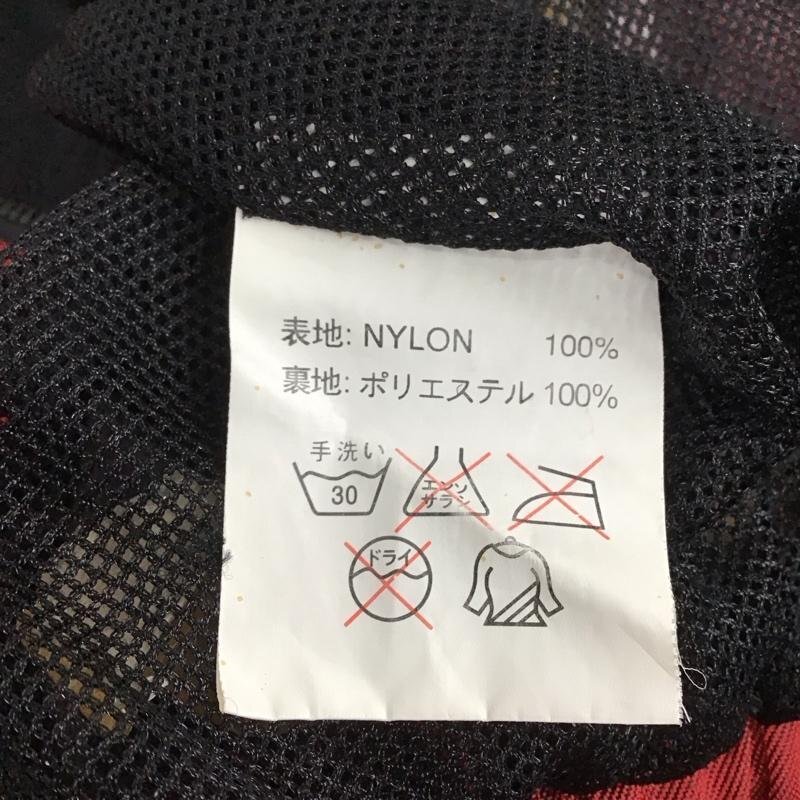 表地: NYLON 100%
裏地: ポリエステル 100%
手洗い
30
エンソ
サラシ
ドライ